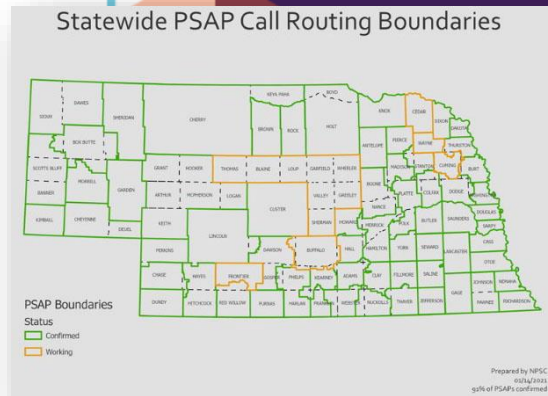 Statewide PSAP Call Routing Boundaries
SIOUX
DAWES
SHERIDAN
CHERRY
KEYA PAHA
BOYD
BROWN
ROCK
HOLT
KNOX
CEDAR
DIXON
DAKOTA
BOX BUTTE
ANTELOPE
PIERCE
WAYNE
THURSTON
SCOTTS BLUFF
MORRILL
GARDEN
GRANT
HOOKER
THOMAS
BLAINE
LOUP
GARFIELD
WHEELER
MADISON
STANTON
CUMING
BURT
BANNER
ARTHUR
MCPHERSON
LOGAN
CUSTER
VALLEY
GREELEY
BOONE
PLATTE
COLFAX
DODGE
KIMBALL
CHEYENNE
DEUEL
KEITH
LINCOLN
SHERMAN
HOWARD
NANCE
MERRICK
POLK
BUTLER
SAUNDERS
DOUGLAS
SARPY
PERKINS
DAWSON
BUFFALO
HALL
HAMILTON
YORK
SEWARD
LANCASTER
CASS
OTOE
CHASE
HAYES
FRONTIER
GOSPER
PHELPS
KEARNEY
ADAMS
CLAY
FILLMORE
SALINE
GAGE
JOHNSON
NEMAHA
DUNDY
HITCHCOCK
RED WILLOW
FURNAS
HARLAN
FRANKLIN
WEBSTER
NUCKOLLS
THAYER
JEFFERSON
PAWNEE
RICHARDSON
PSAP Boundaries
Status
Confirmed
Working
Prepared by NPSC
01/14/2021
92% of PSAPs confirmed